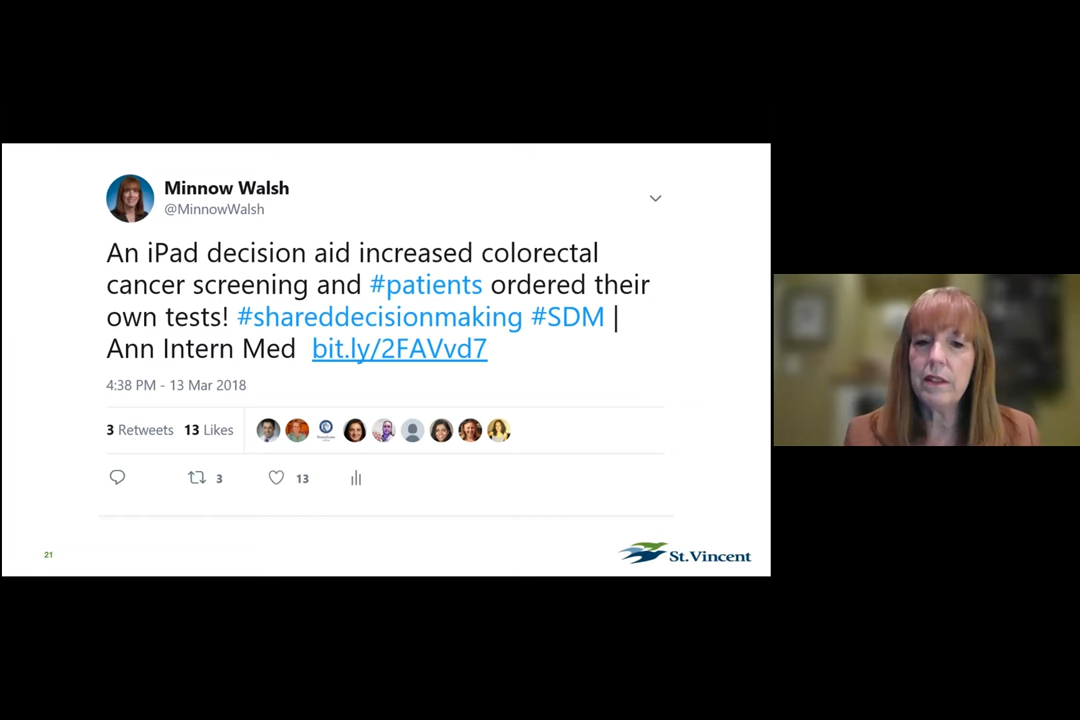 Minnow Walsh
@MinnowWalsh
An iPad decision aid increased colorectal
cancer screening and #patients ordered their
own tests! #shareddecisionmaking #SDM |
Ann Intern Med bit.ly/2FAVvd7
4:38 PM - 13 Mar 2018
3 Retweets 13 Likes
3 13
21
St.Vincent